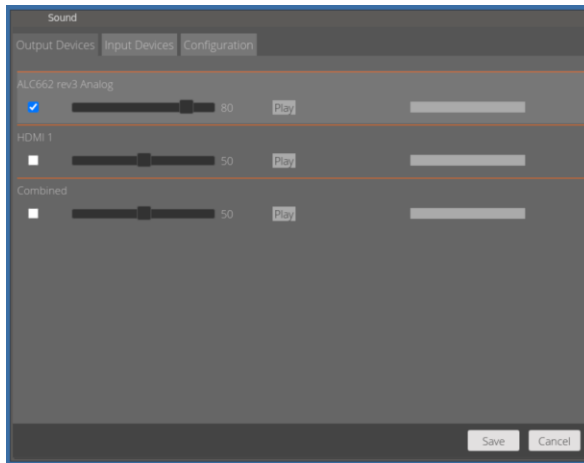 Sound
Output Devices Input Devices Configuration
ALC662 rev3 Analog
80 Play
HDMI 1
50 Play
Combined
50 Play
Save Cancel